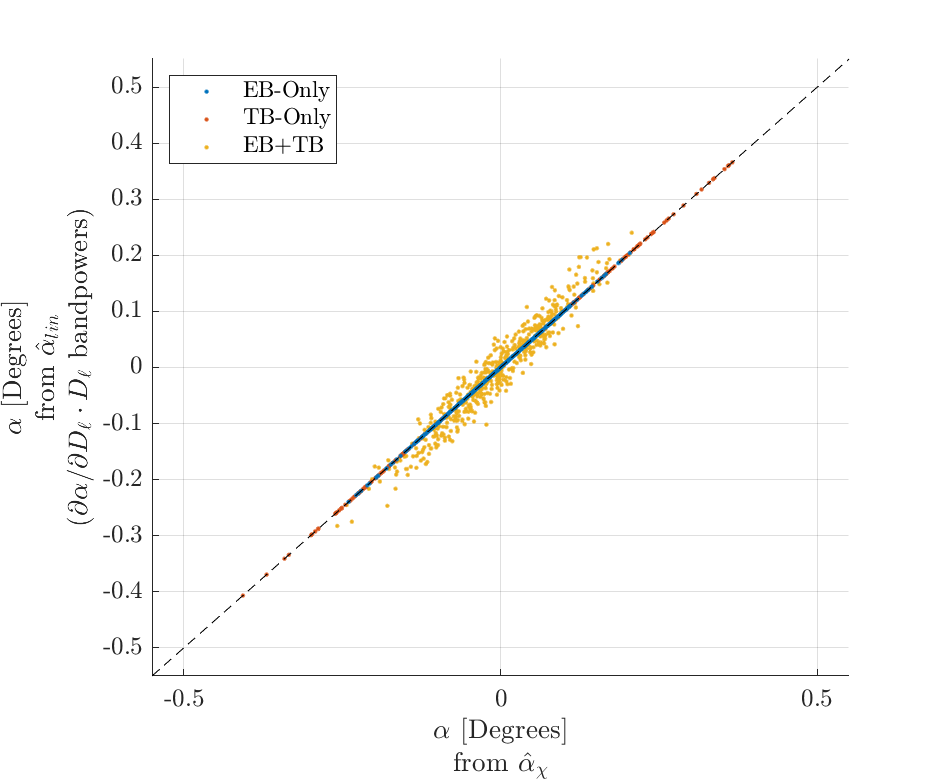 EB-Only
TB-Only
EB+TB
0.5
0.4
0.3
0.2
0.1
0
-0.1
-0.2
-0.3
-0.4
-0.5
α [Degrees]
from α̂_lin
(∂α/∂D_ℓ · D_ℓ bandpowers)
-0.5
0
0.5
α [Degrees]
from α̂_χ